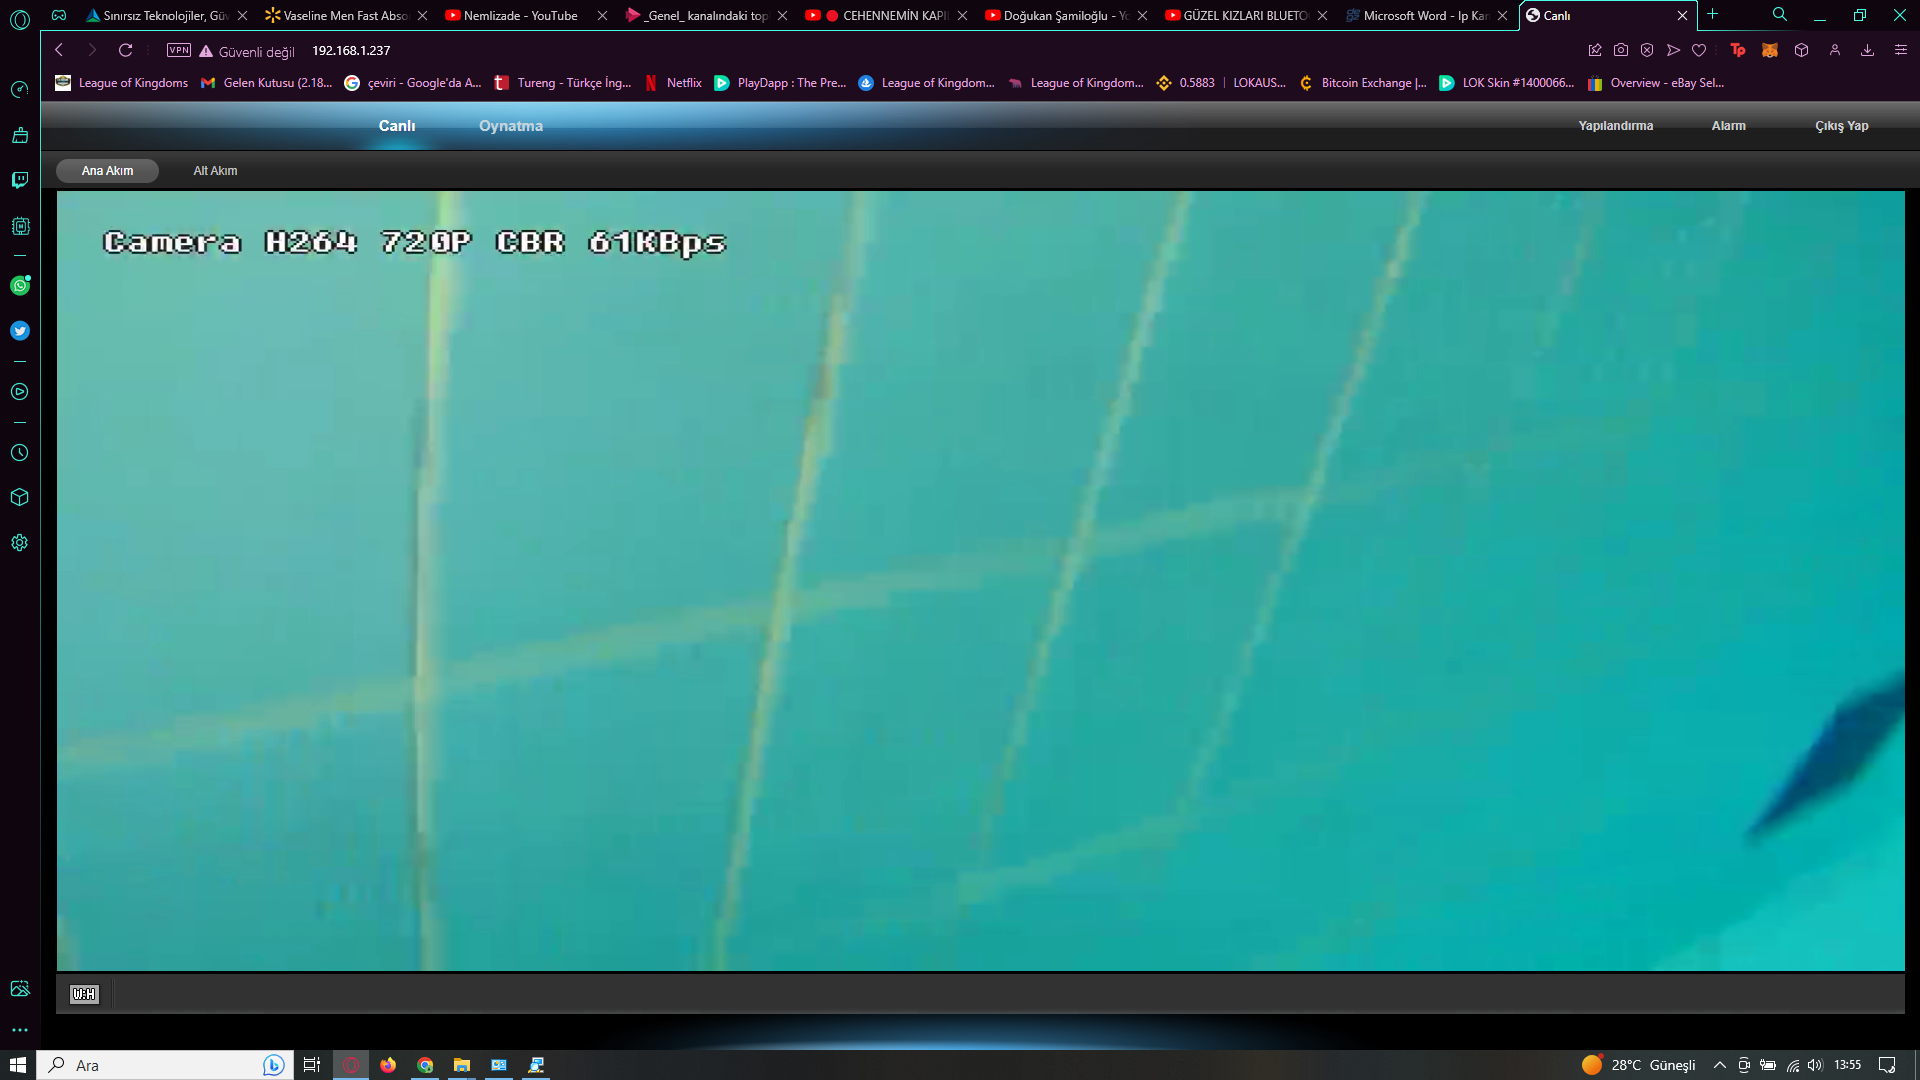 Sınırsız Teknolojiler, Gü
Vaseline Men Fast Abso
Nemlizade - YouTube
_Genel_ kanalındaki top
CEHENNEMİN KAPI
Doğukan Şamiloğlu - Yo
GÜZEL KIZLARI BLUETO
Microsoft Word - Ip Kam
Canlı
VPN
Güvenli değil
192.168.1.237
League of Kingdoms
Gelen Kutusu (2.18...
çeviri - Google'da A...
Tureng - Türkçe İng...
Netflix
PlayDapp : The Pre...
League of Kingdom...
League of Kingdom...
0.5883 | LOKAUS...
Bitcoin Exchange |...
LOK Skin #1400066...
Overview - eBay Sel...
Canlı
Oynatma
Yapılandırma
Alarm
Çıkış Yap
Ana Akım
Alt Akım
Camera H264 720P CBR 61KBps
W:H
Ara
28°C Güneşli
13:55